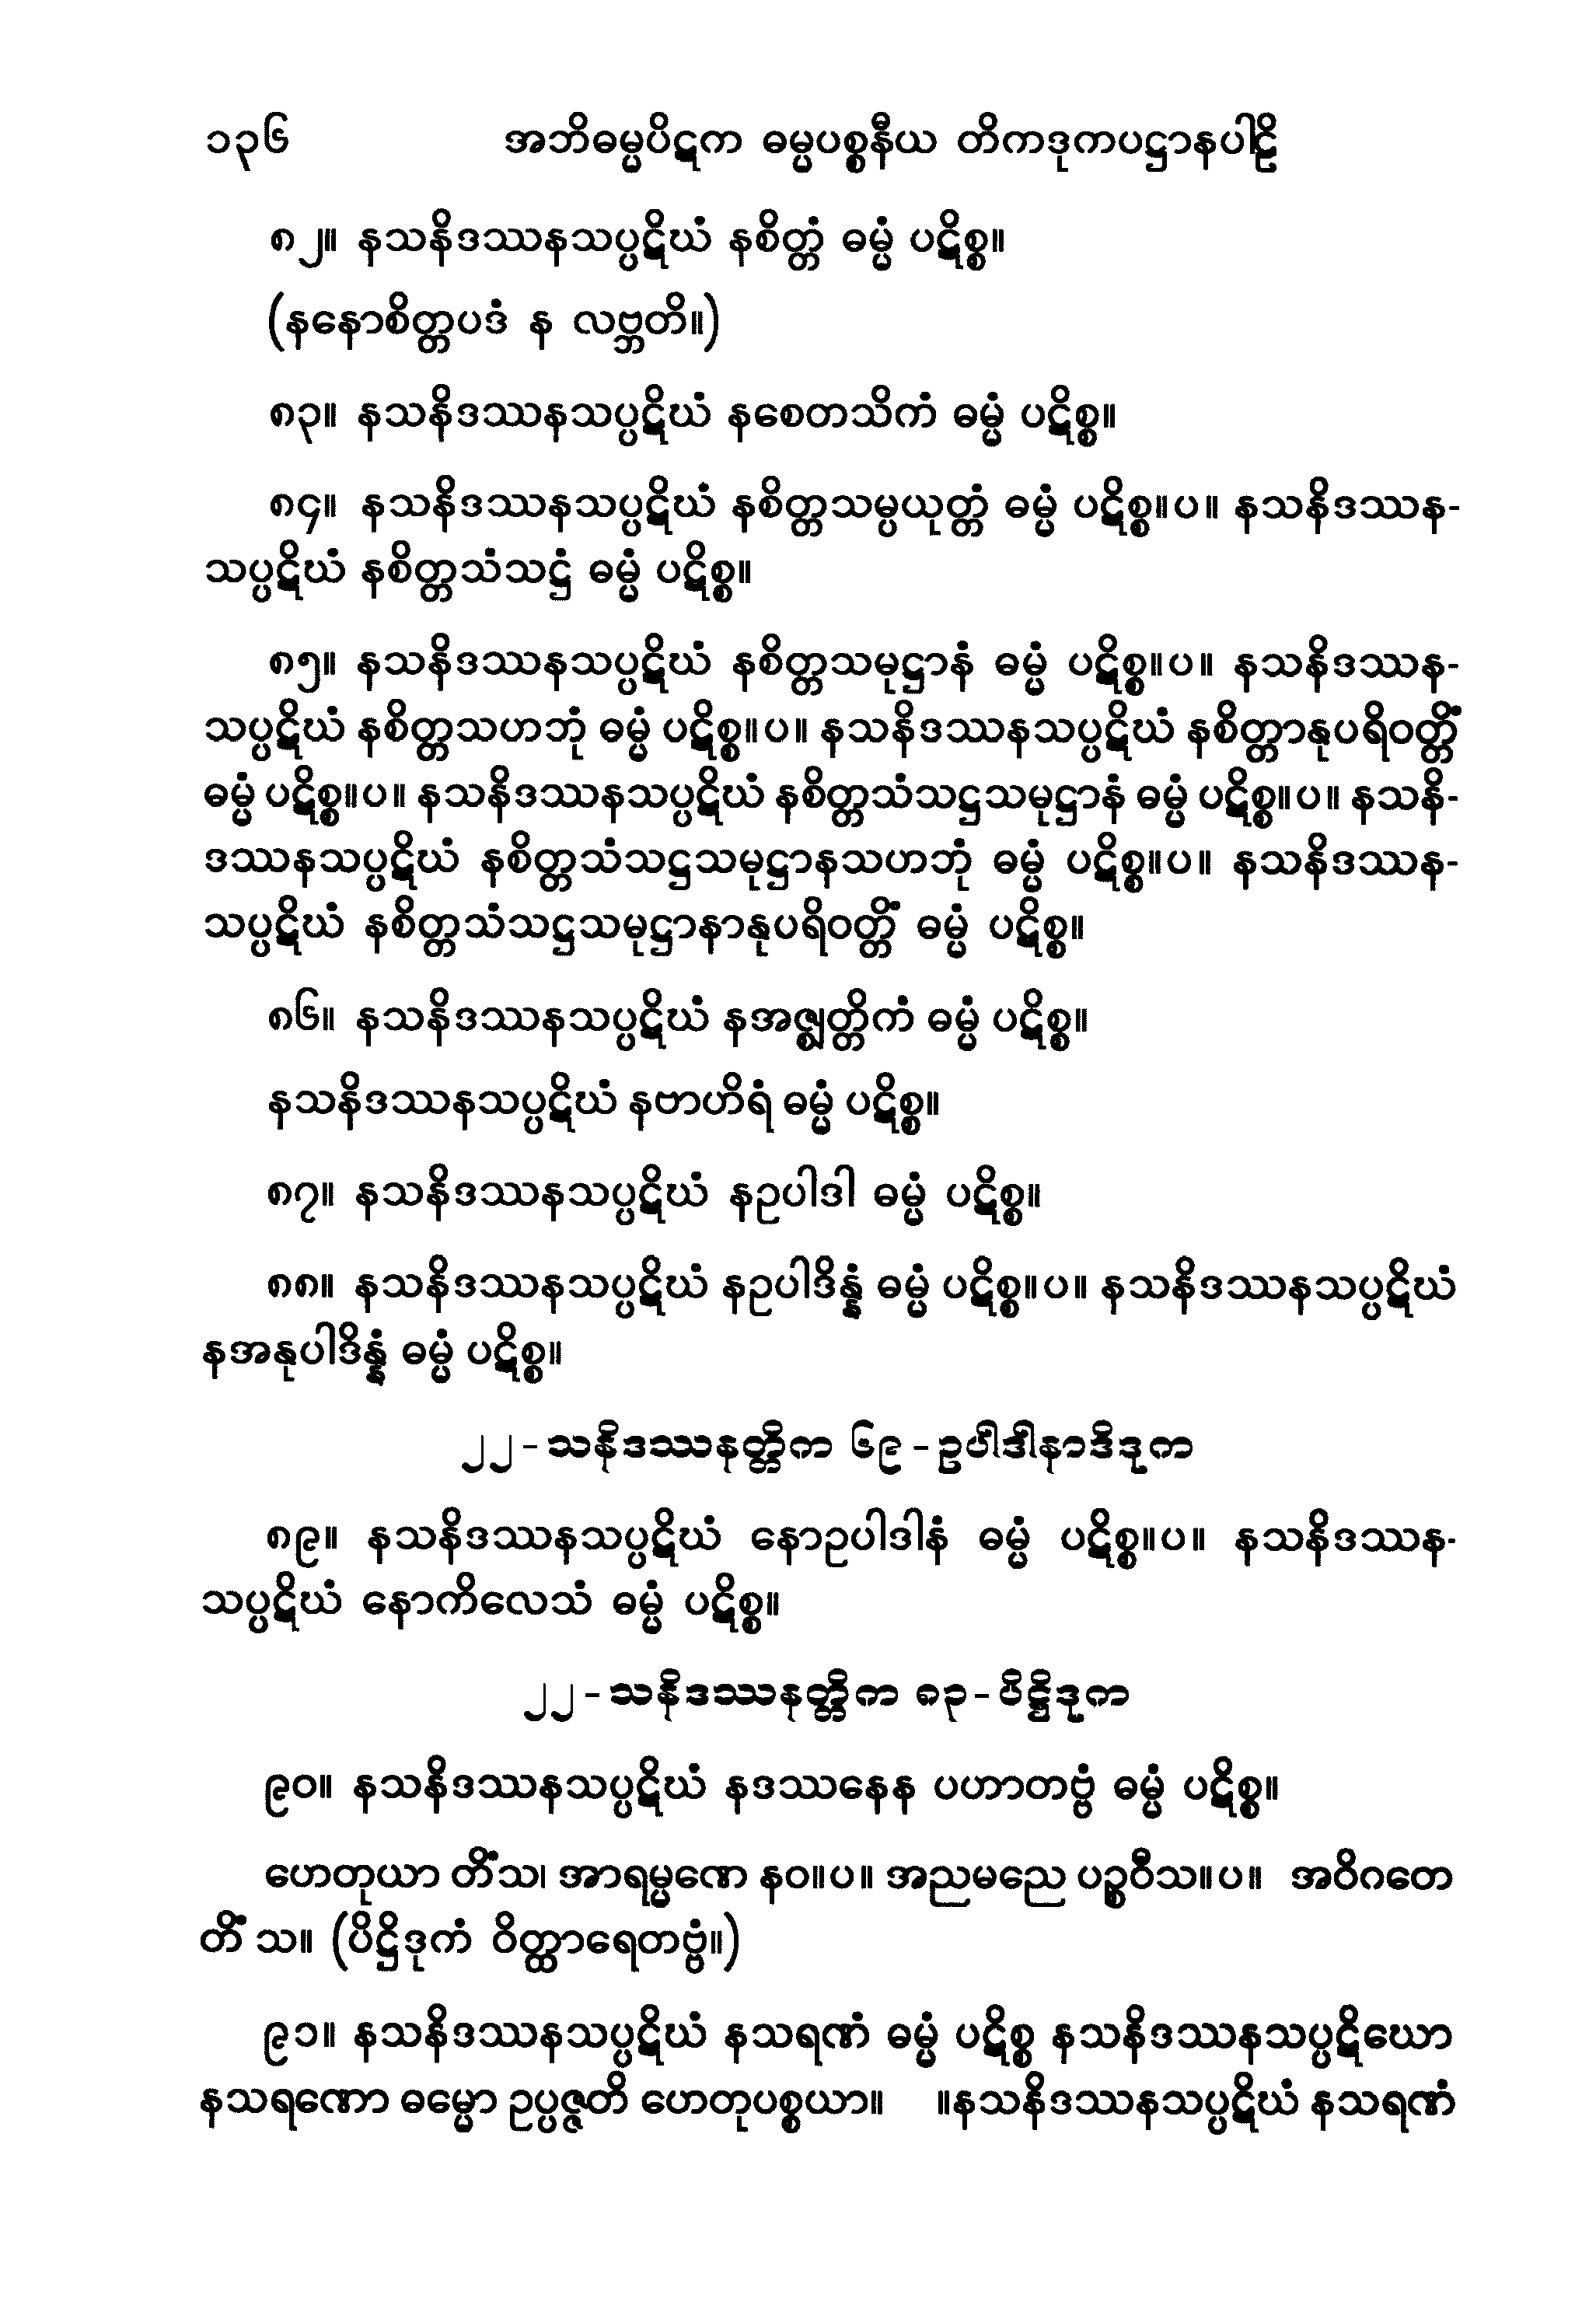 ၁၃၆ အဘိဓမ္မပိဋက ဓမ္မပစ္စနီယ တိကဒုကပဋ္ဌာနပါဠိ
၈၂။ နသနိဒဿနသပ္ပဋိဃံ နစိတ္တံ ဓမ္မံ ပဋိစ္စ။
(နနောစိတ္တပဒံ န လဗ္ဘတိ။)
၈၃။ နသနိဒဿနသပ္ပဋိဃံ နစေတသိကံ ဓမ္မံ ပဋိစ္စ။
၈၄။ နသနိဒဿနသပ္ပဋိဃံ နစိတ္တသမ္ပယုတ္တံ ဓမ္မံ ပဋိစ္စ။ပ။ နသနိဒဿန-
သပ္ပဋိဃံ နစိတ္တသံသဋ္ဌံ ဓမ္မံ ပဋိစ္စ။
၈၅။ နသနိဒဿနသပ္ပဋိဃံ နစိတ္တသမုဋ္ဌာနံ ဓမ္မံ ပဋိစ္စ။ပ။ နသနိဒဿန-
သပ္ပဋိဃံ နစိတ္တသဟဘုံ ဓမ္မံ ပဋိစ္စ။ပ။ နသနိဒဿနသပ္ပဋိဃံ နစိတ္တာနုပရိဝတ္တိံ
ဓမ္မံ ပဋိစ္စ။ပ။ နသနိဒဿနသပ္ပဋိဃံ နစိတ္တသံသဋ္ဌသမုဋ္ဌာနံ ဓမ္မံ ပဋိစ္စ။ပ။ နသနိ-
ဒဿနသပ္ပဋိဃံ နစိတ္တသံသဋ္ဌသမုဋ္ဌာနသဟဘုံ ဓမ္မံ ပဋိစ္စ။ပ။ နသနိဒဿန-
သပ္ပဋိဃံ နစိတ္တသံသဋ္ဌသမုဋ္ဌာနာနုပရိဝတ္တိံ ဓမ္မံ ပဋိစ္စ။
၈၆။ နသနိဒဿနသပ္ပဋိဃံ နအဇ္ဈတ္တိကံ ဓမ္မံ ပဋိစ္စ။
နသနိဒဿနသပ္ပဋိဃံ နဗာဟိရံ ဓမ္မံ ပဋိစ္စ။
၈၇။ နသနိဒဿနသပ္ပဋိဃံ နဥပါဒါ ဓမ္မံ ပဋိစ္စ။
၈၈။ နသနိဒဿနသပ္ပဋိဃံ နဥပါဒိန္နံ ဓမ္မံ ပဋိစ္စ။ပ။ နသနိဒဿနသပ္ပဋိဃံ
နအနုပါဒိန္နံ ဓမ္မံ ပဋိစ္စ။
၂၂-သနိဒဿနတ္တိက ၆၉-ဥပါဒါနာဒိဒုက
၈၉။ နသနိဒဿနသပ္ပဋိဃံ နောဥပါဒါနံ ဓမ္မံ ပဋိစ္စ။ပ။ နသနိဒဿန-
သပ္ပဋိဃံ နောကိလေသံ ဓမ္မံ ပဋိစ္စ။
၂၂-သနိဒဿနတ္တိက ၈၃-ပိဋ္ဌိဒုက
၉၀။ နသနိဒဿနသပ္ပဋိဃံ နဒဿနေန ပဟာတဗ္ဗံ ဓမ္မံ ပဋိစ္စ။
ဟေတုယာ တိံသ၊ အာရမ္မဏေ နဝ။ပ။ အညမညေ ပဉ္စဝီသ။ပ။ အဝိဂတေ
တိံ သ။ (ပိဋ္ဌိဒုကံ ဝိတ္ထာရေတဗ္ဗံ။)
၉၁။ နသနိဒဿနသပ္ပဋိဃံ နသရဏံ ဓမ္မံ ပဋိစ္စ နသနိဒဿနသပ္ပဋိဃော
နသရဏော ဓမ္မော ဥပ္ပဇ္ဇတိ ဟေတုပစ္စယာ။ ။နသနိဒဿနသပ္ပဋိဃံ နသရဏံ